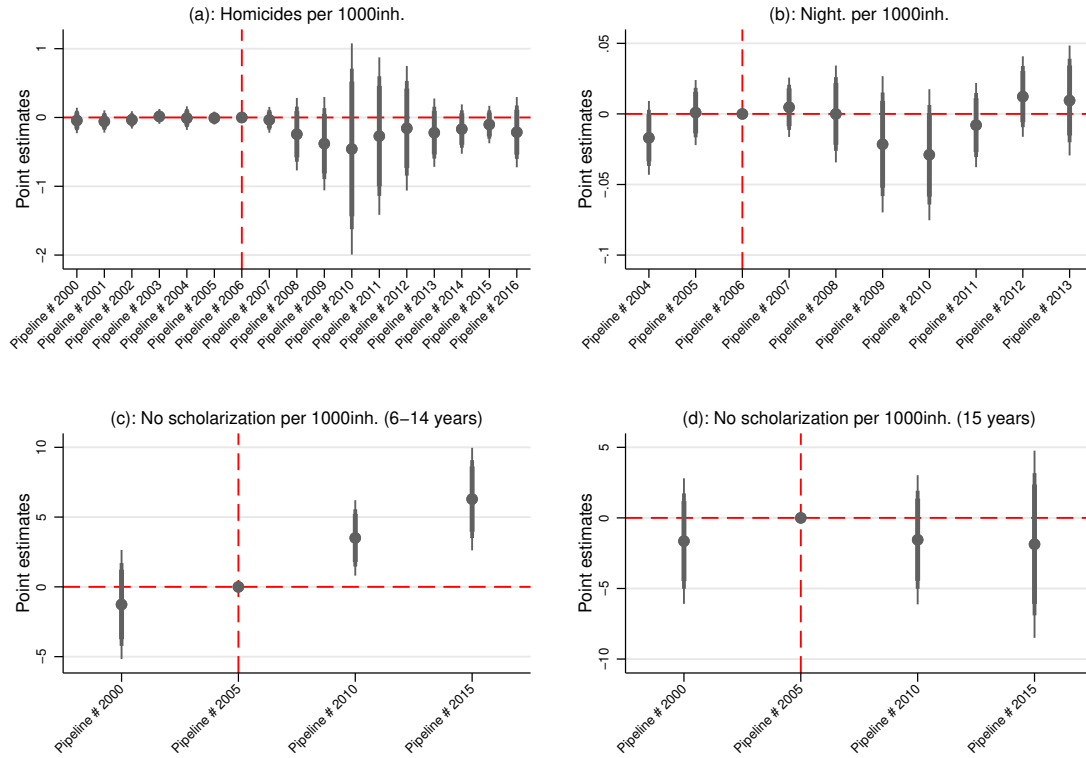 (a): Homicides per 1000inh.
Point estimates
1
0
−1
−2
Pipeline # 2000
Pipeline # 2001
Pipeline # 2002
Pipeline # 2003
Pipeline # 2004
Pipeline # 2005
Pipeline # 2006
Pipeline # 2007
Pipeline # 2008
Pipeline # 2009
Pipeline # 2010
Pipeline # 2011
Pipeline # 2012
Pipeline # 2013
Pipeline # 2014
Pipeline # 2015
Pipeline # 2016
(b): Night. per 1000inh.
Point estimates
.05
0
−.05
−.1
Pipeline # 2004
Pipeline # 2005
Pipeline # 2006
Pipeline # 2007
Pipeline # 2008
Pipeline # 2009
Pipeline # 2010
Pipeline # 2011
Pipeline # 2012
Pipeline # 2013
(c): No scholarization per 1000inh. (6−14 years)
Point estimates
10
5
0
−5
Pipeline # 2000
Pipeline # 2005
Pipeline # 2010
Pipeline # 2015
(d): No scholarization per 1000inh. (15 years)
Point estimates
5
0
−5
−10
Pipeline # 2000
Pipeline # 2005
Pipeline # 2010
Pipeline # 2015